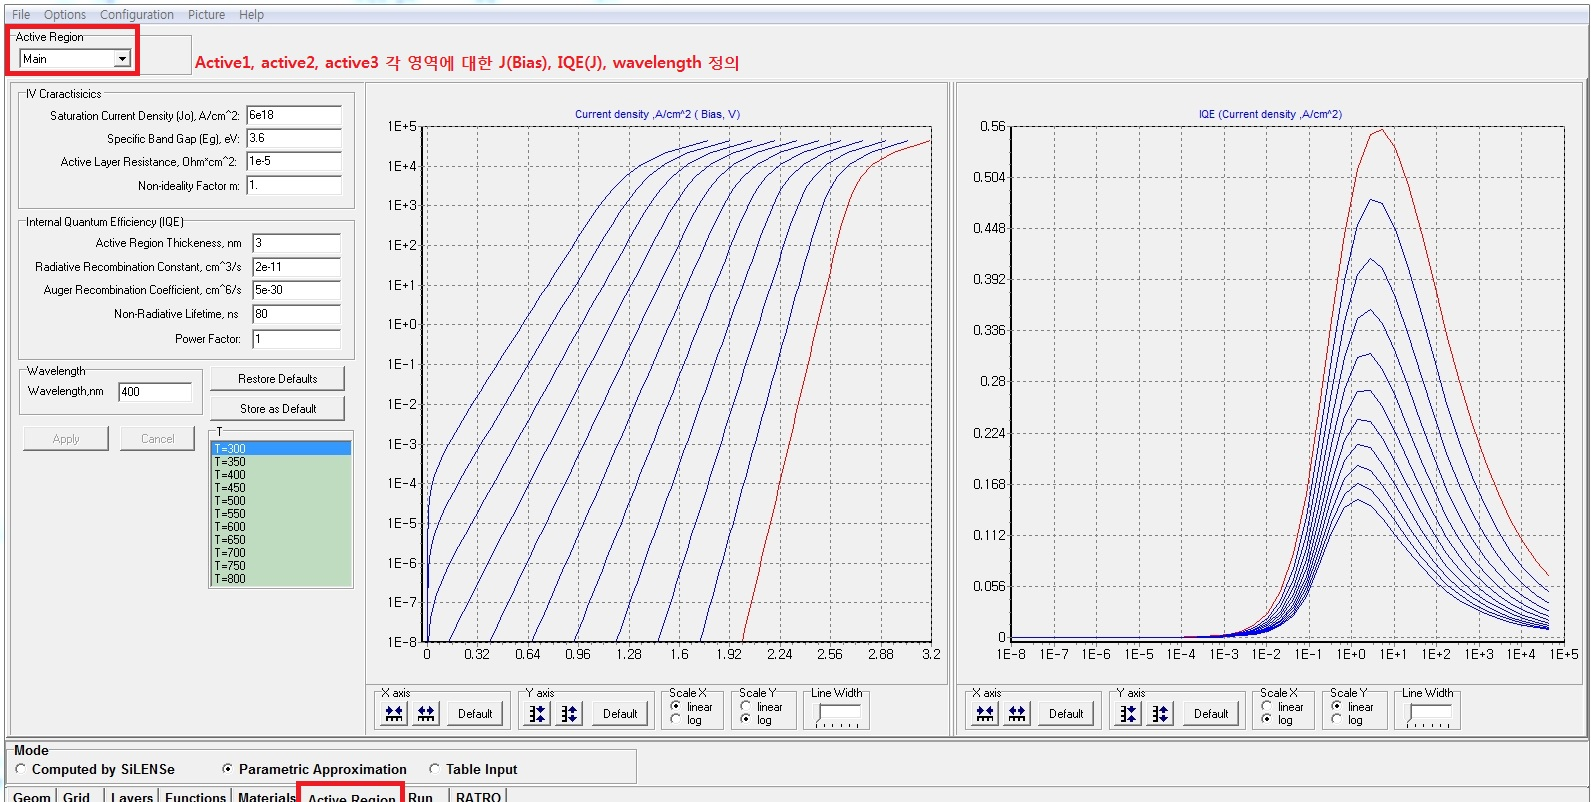 File Options Configuration Picture Help
Active Region
Main
Active1, active2, active3 각 영역에 대한 J(Bias), IQE(J), wavelength 정의
IV Cractisicics
Saturation Current Density (Jo), A/cm^2: 6e18
Specific Band Gap (Eg), eV: 3.6
Active Layer Resistance, Ohm*cm^2: 1e-5
Non-ideality Factor m: 1.
Internal Quantum Efficiency (IQE)
Active Region Thickeness, nm 3
Radiative Recombination Constant, cm^3/s 2e-11
Auger Recombination Coefficient, cm^6/s 5e-30
Non-Radiative Lifetime, ns 80
Power Factor: 1
Wavelength
Wavelength,nm 400
Restore Defaults
Store as Default
Apply Cancel
T
T=300
T=350
T=400
T=450
T=500
T=550
T=600
T=650
T=700
T=750
T=800
Current density ,A/cm^2 ( Bias, V)
1E+5
1E+4
1E+3
1E+2
1E+1
1E+0
1E-1
1E-2
1E-3
1E-4
1E-5
1E-6
1E-7
1E-8
0 0.32 0.64 0.96 1.28 1.6 1.92 2.24 2.56 2.88 3.2
X axis Y axis Scale X Scale Y Line Width
Default Default
linear linear
log log
IQE (Current density ,A/cm^2)
0.56
0.504
0.448
0.392
0.336
0.28
0.224
0.168
0.112
0.056
0
1E-8 1E-7 1E-6 1E-5 1E-4 1E-3 1E-2 1E-1 1E+0 1E+1 1E+2 1E+3 1E+4 1E+5
X axis Y axis Scale X Scale Y Line Width
Default Default
linear linear
log log
Mode
Computed by SiLENSe Parametric Approximation Table Input
Geom Grid Layers Functions Materials Active Region Run RATRO